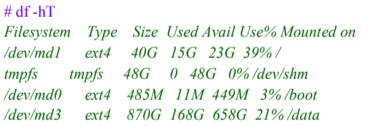 # df -hT
Filesystem Type Size Used Avail Use% Mounted on
/dev/md1 ext4 40G 15G 23G 39% /
tmpfs tmpfs 48G 0 48G 0% /dev/shm
/dev/md0 ext4 485M 11M 449M 3% /boot
/dev/md3 ext4 870G 168G 658G 21% /data